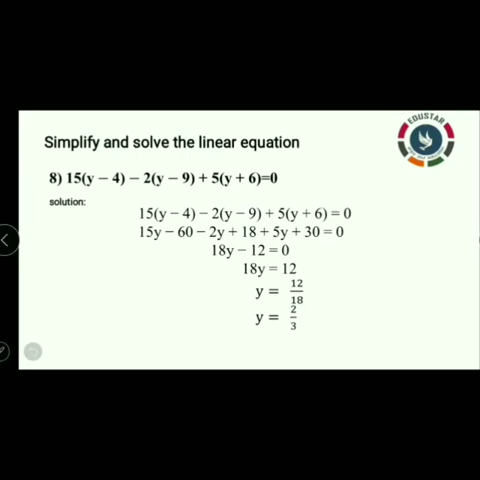 EDUSTAR
Simplify and solve the linear equation
8) 15(y − 4) − 2(y − 9) + 5(y + 6)=0
solution:
15(y − 4) − 2(y − 9) + 5(y + 6) = 0
15y − 60 − 2y + 18 + 5y + 30 = 0
18y − 12 = 0
18y = 12
y = 12/18
y = 2/3